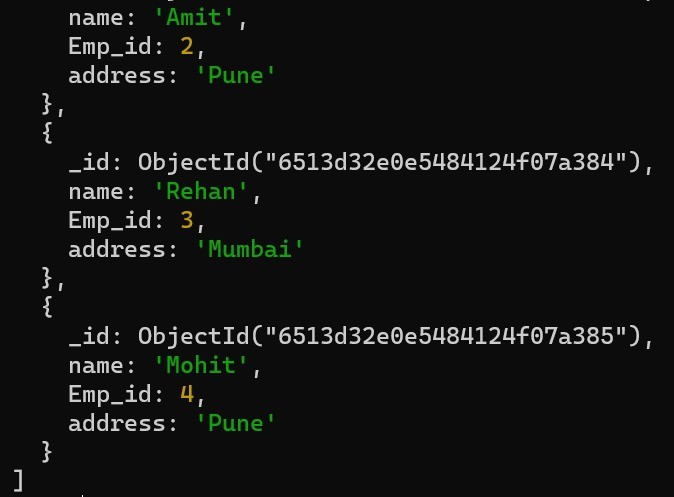 name: 'Amit',
Emp_id: 2,
address: 'Pune'
},
{
_id: ObjectId("6513d32e0e5484124f07a384"),
name: 'Rehan',
Emp_id: 3,
address: 'Mumbai'
},
{
_id: ObjectId("6513d32e0e5484124f07a385"),
name: 'Mohit',
Emp_id: 4,
address: 'Pune'
}
]